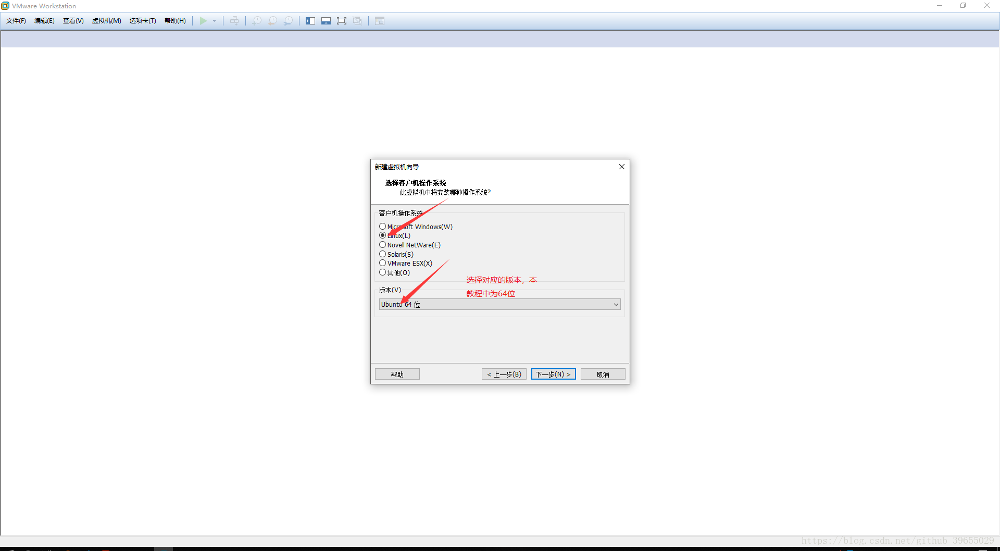 VMware Workstation
文件(F) 编辑(E) 查看(V) 虚拟机(M) 选项卡(T) 帮助(H)
新建虚拟机向导
选择客户机操作系统
此虚拟机中将安装哪种操作系统?
客户机操作系统
Microsoft Windows(W)
Linux(L)
Novell NetWare(E)
Solaris(S)
VMware ESX(X)
其他(O)
选择对应的版本，本
教程中为64位
版本(V)
Ubuntu 64 位
帮助 < 上一步(B) 下一步(N) > 取消
https://blog.csdn.net/github_39655029